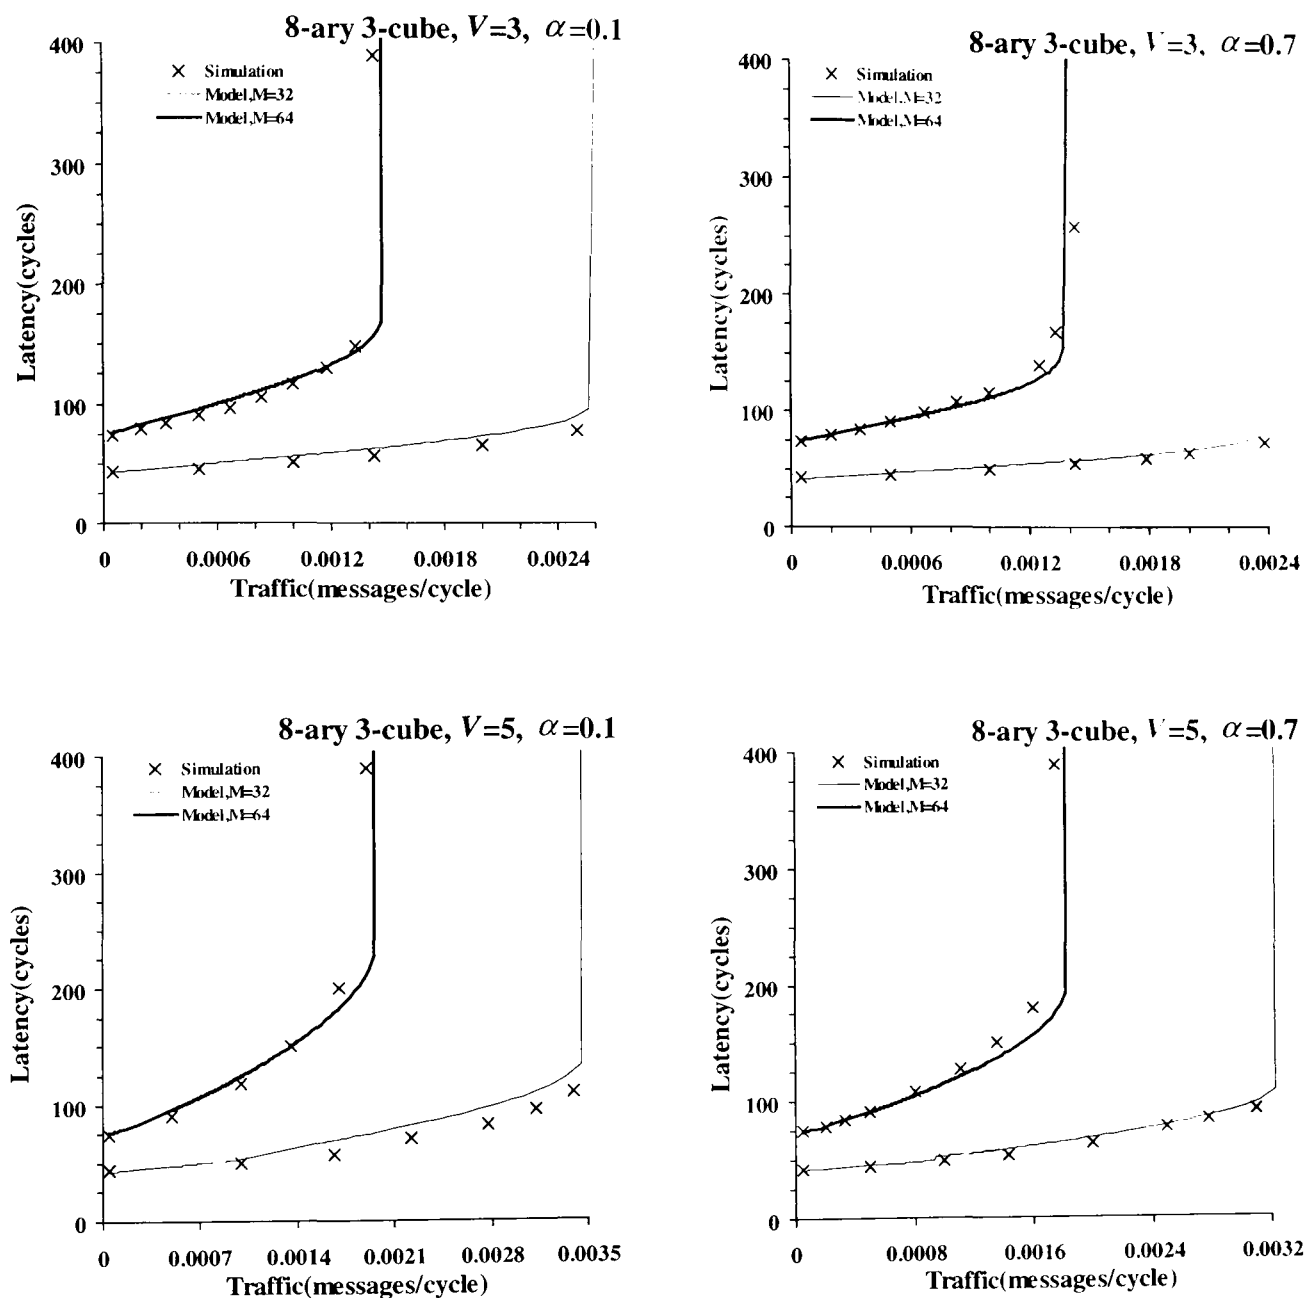 8-ary 3-cube, V=3, α=0.1
400
300
200
100
0
Latency(cycles)
Simulation
Model,M=32
Model,M=64
0 0.0006 0.0012 0.0018 0.0024
Traffic(messages/cycle)
8-ary 3-cube, V=3, α=0.7
400
300
200
100
0
Latency(cycles)
Simulation
Model,M=32
Model,M=64
0 0.0006 0.0012 0.0018 0.0024
Traffic(messages/cycle)
8-ary 3-cube, V=5, α=0.1
400
300
200
100
0
Latency(cycles)
Simulation
Model,M=32
Model,M=64
0 0.0007 0.0014 0.0021 0.0028 0.0035
Traffic(messages/cycle)
8-ary 3-cube, V=5, α=0.7
400
300
200
100
0
Latency(cycles)
Simulation
Model,M=32
Model,M=64
0 0.0008 0.0016 0.0024 0.0032
Traffic(messages/cycle)